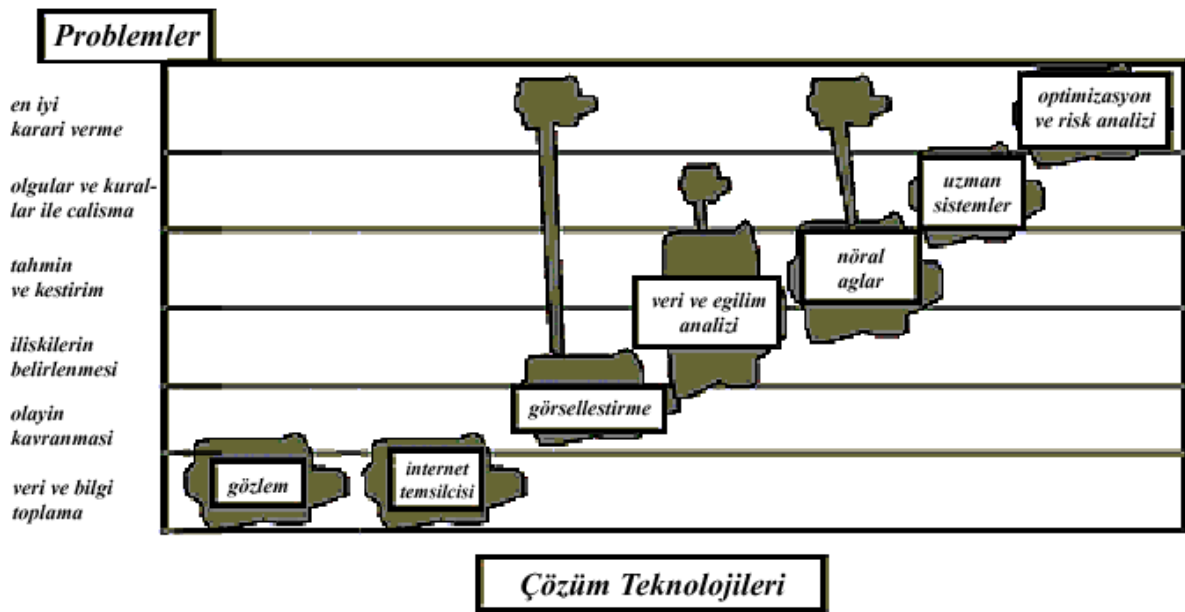 Problemler
en iyi
karari verme
optimizasyon
ve risk analizi
olgular ve kural-
lar ile calisma
uzman
sistemler
tahmin
ve kestirim
nöral
aglar
veri ve egilim
analizi
iliskilerin
belirlenmesi
olayin
kavranmasi
görsellestirme
veri ve bilgi
toplama
gözlem
internet
temsilcisi
Çözüm Teknolojileri